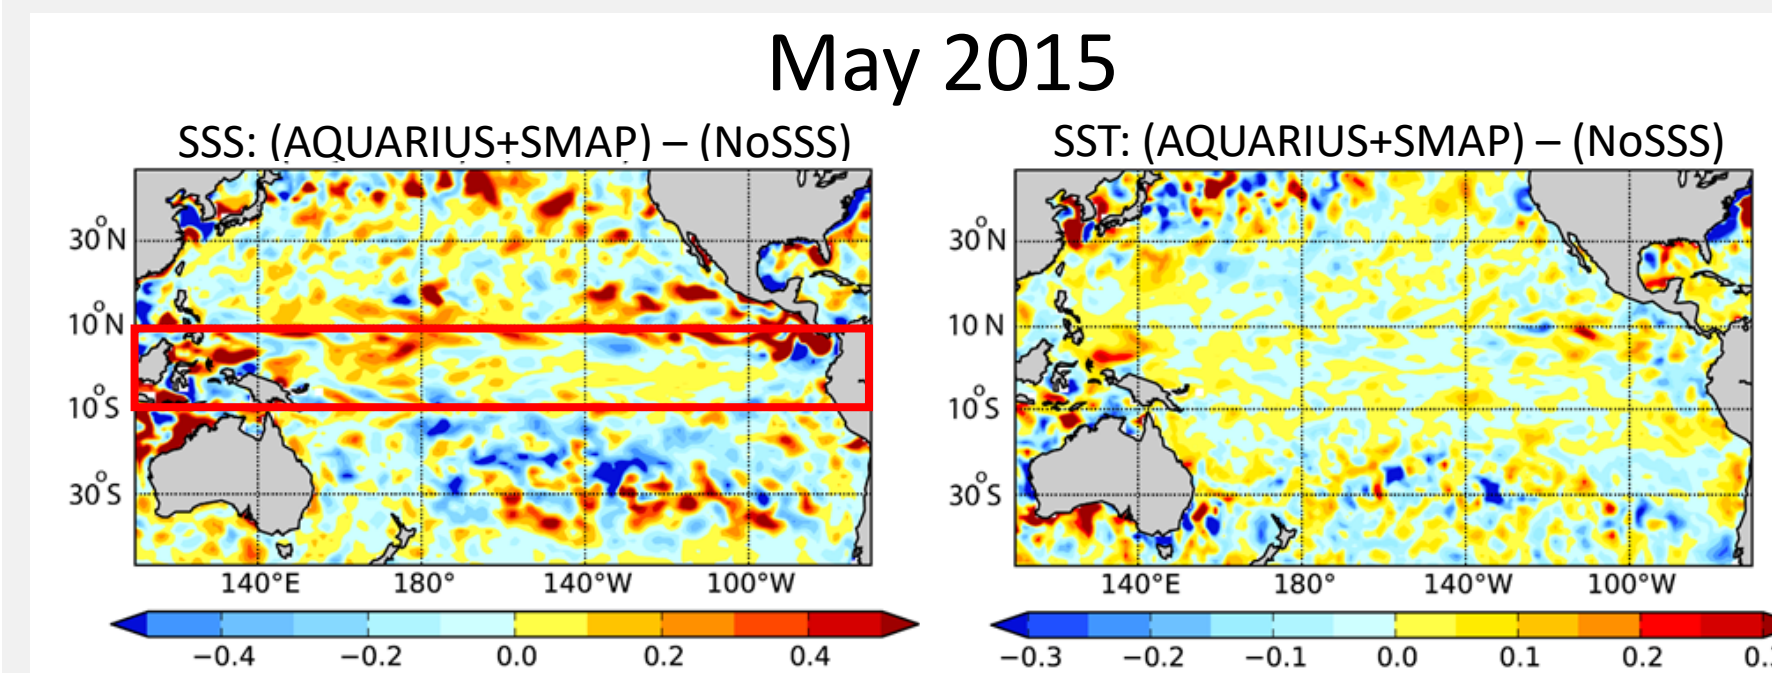 May 2015
SSS: (AQUARIUS+SMAP) – (NoSSS)
SST: (AQUARIUS+SMAP) – (NoSSS)
30°N
10°N
10°S
30°S
140°E 180° 140°W 100°W
−0.4 −0.2 0.0 0.2 0.4
30°N
10°N
10°S
30°S
140°E 180° 140°W 100°W
−0.3 −0.2 −0.1 0.0 0.1 0.2